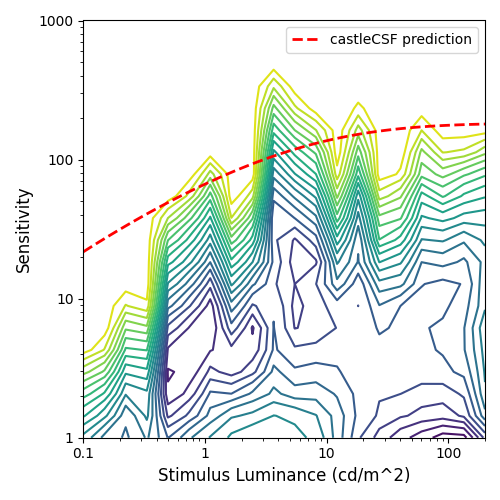 1000
castleCSF prediction
100
Sensitivity
10
1
0.1 1 10 100
Stimulus Luminance (cd/m^2)